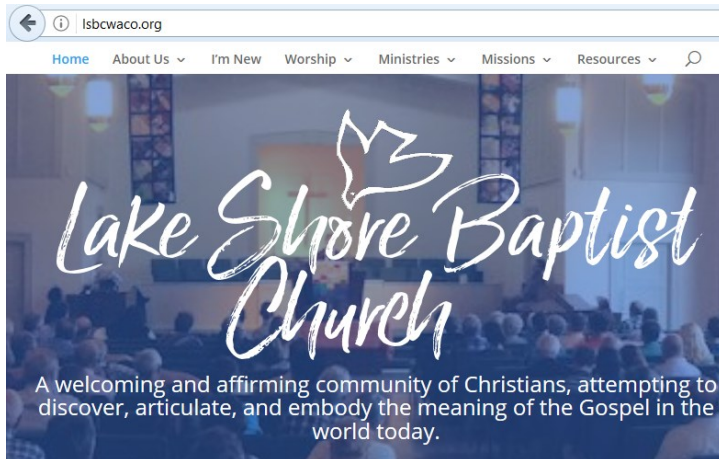 lsbcwaco.org
Home About Us I'm New Worship Ministries Missions Resources
Lake Shore Baptist
Church
A welcoming and affirming community of Christians, attempting to
discover, articulate, and embody the meaning of the Gospel in the
world today.